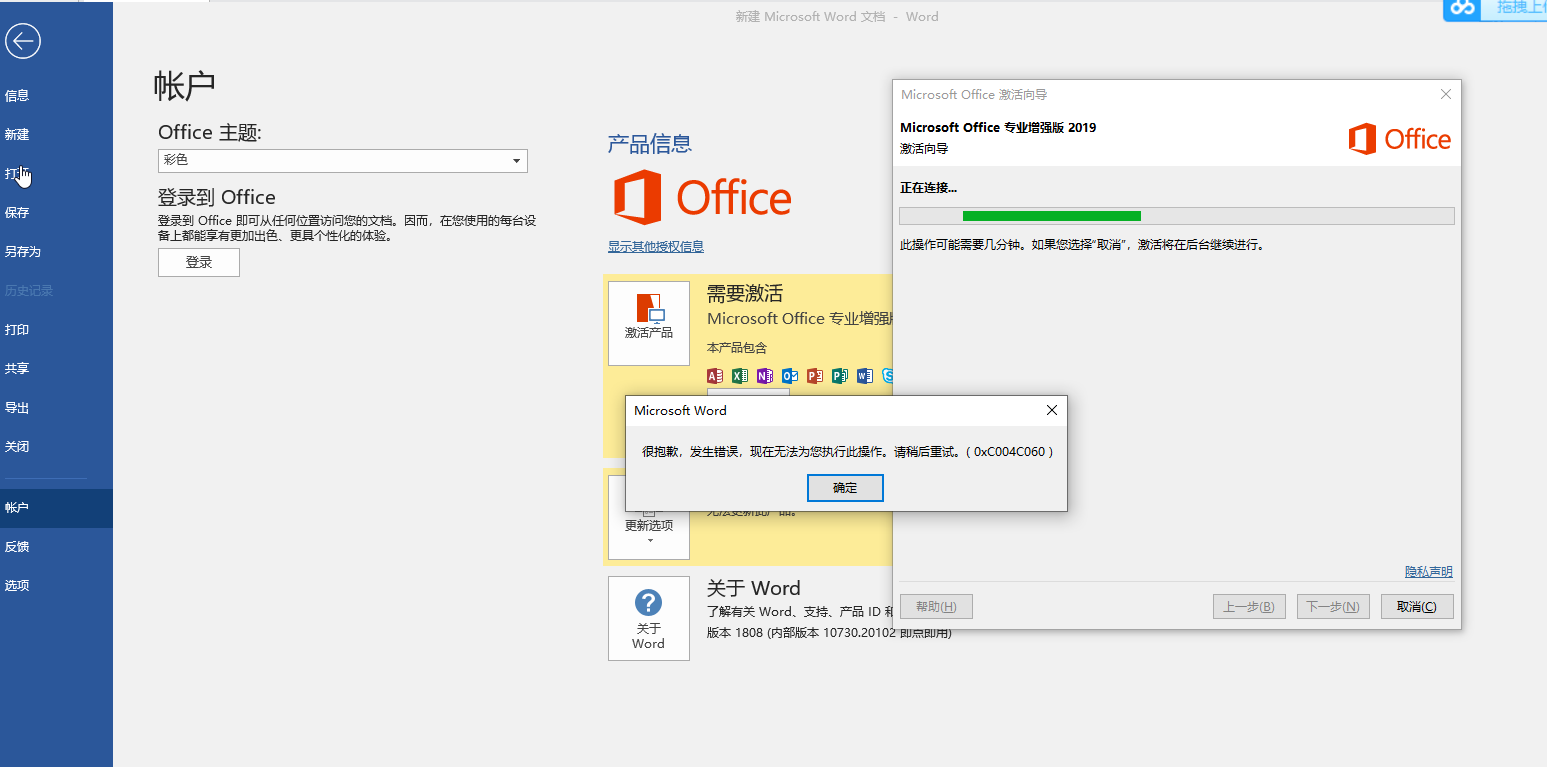 新建 Microsoft Word 文档 - Word
拖拽上
信息
新建
打
保存
另存为
历史记录
打印
共享
导出
关闭
帐户
反馈
选项
帐户
Office 主题:
彩色
登录到 Office
登录到 Office 即可从任何位置访问您的文档。因而，在您使用的每台设
备上都能享有更加出色、更具个性化的体验。
登录
产品信息
Office
显示其他授权信息
激活产品
需要激活
Microsoft Office 专业增强
本产品包含
更新选项
无法更新此产品。
关于
Word
关于 Word
了解有关 Word、支持、产品 ID 和
版本 1808 (内部版本 10730.20102 即点即用)
Microsoft Word
很抱歉，发生错误，现在无法为您执行此操作。请稍后重试。( 0xC004C060 )
确定
Microsoft Office 激活向导
Microsoft Office 专业增强版 2019
激活向导
Office
正在连接...
此操作可能需要几分钟。如果您选择“取消”，激活将在后台继续进行。
隐私声明
帮助(H)
上一步(B)
下一步(N)
取消(C)